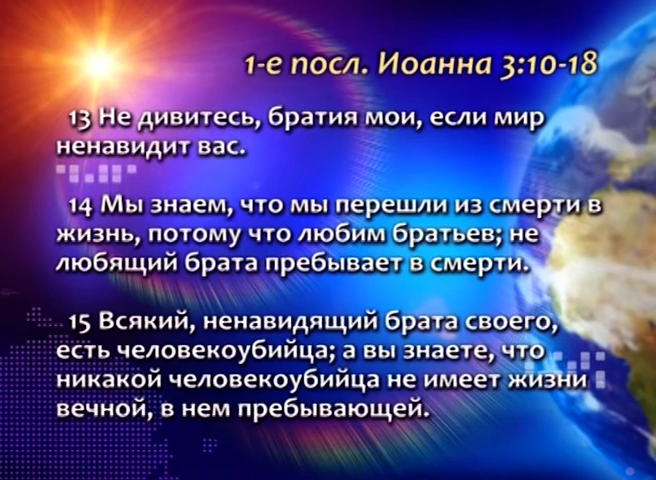 1-е посл. Иоанна 3:10-18
13 Не дивитесь, братия мои, если мир
ненавидит вас.
14 Мы знаем, что мы перешли из смерти в
жизнь, потому что любим братьев; не
любящий брата пребывает в смерти.
15 Всякий, ненавидящий брата своего,
есть человекоубийца; а вы знаете, что
никакой человекоубийца не имеет жизни
вечной, в нем пребывающей.